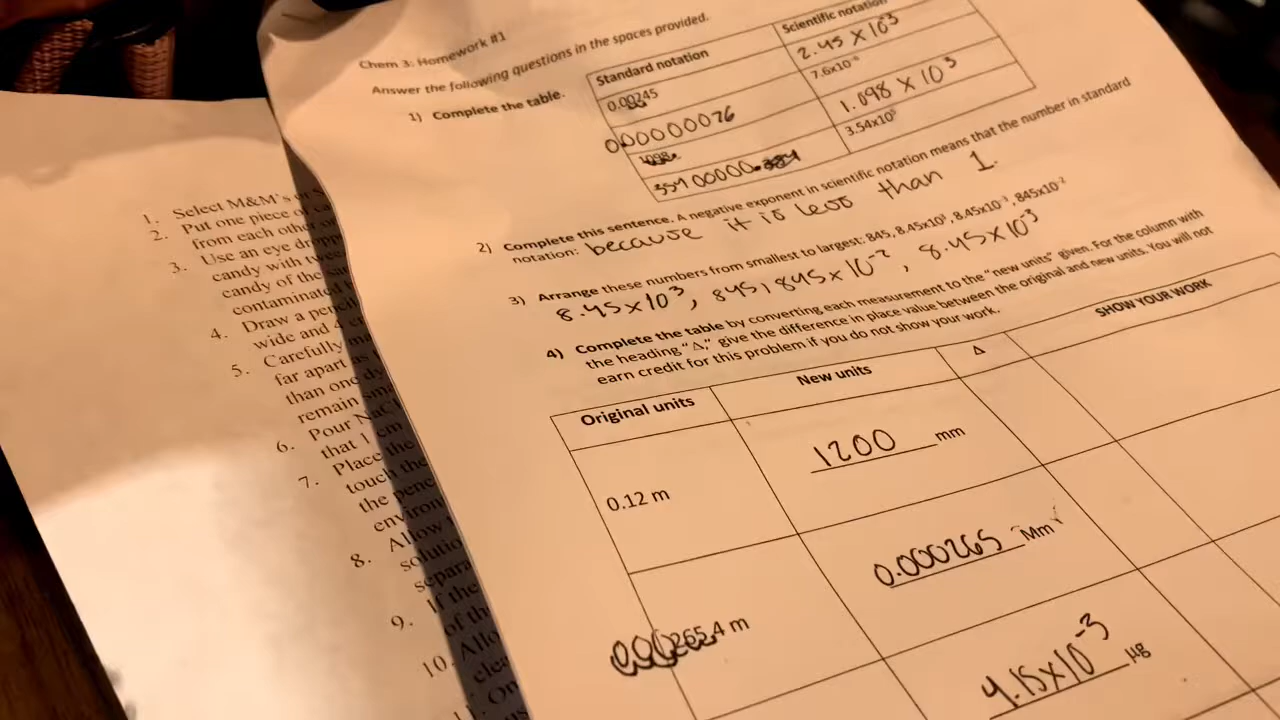 Chem 3: Homework #1
Answer the following questions in the spaces provided.
1) Complete the table.
Standard notation Scientific notation
0.00245 2.45 X 10-3
7.6x10-8
1098. 1.098 X 10 3
35400000. 3.54x10
2) Complete this sentence. A negative exponent in scientific notation means that the number in standard
notation: because it is less than 1.
3) Arrange these numbers from smallest to largest: 845, 8.45x10 , 8.45x10-3, 845x10-2
8.45x10 3, 845, 845x10-2, 8.45x10-3
4) Complete the table by converting each measurement to the "new units" given. For the column with
the heading "Δ," give the difference in place value between the original and new units. You will not
earn credit for this problem if you do not show your work.
Original units New units Δ SHOW YOUR WORK
0.12 m 1200 mm
265.4 m 0.000265 Mm
4.15x10-3 μg
1. Select M&M's
2. Put one piece
from each other
3. Use an eye
candy with
candy of the
4. Draw a
wide and
5. Carefully
far apart as
than one
remain
6. Pour
that 1 cm
7. Place the
touch the
the
8. Allow
9. If the
of th
10.